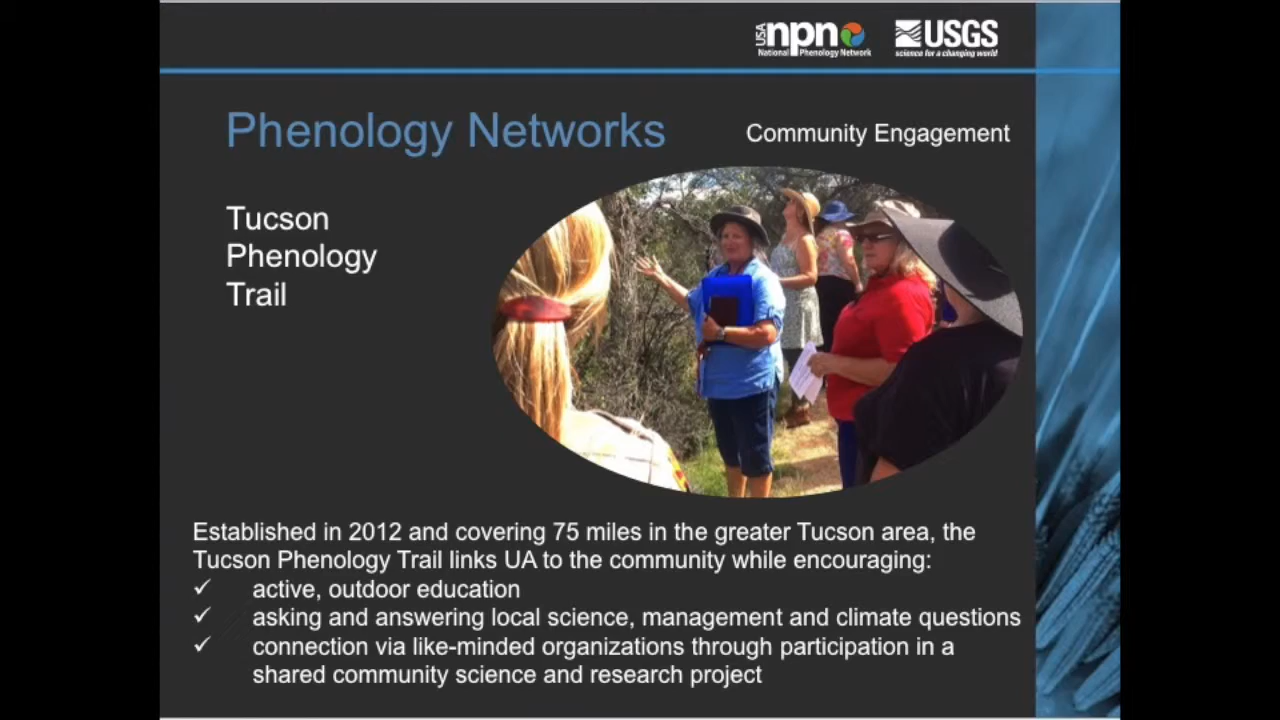 USA
npn
National Phenology Network
USGS
science for a changing world
Phenology Networks
Community Engagement
Tucson
Phenology
Trail
Established in 2012 and covering 75 miles in the greater Tucson area, the
Tucson Phenology Trail links UA to the community while encouraging:
✓ active, outdoor education
✓ asking and answering local science, management and climate questions
✓ connection via like-minded organizations through participation in a
shared community science and research project